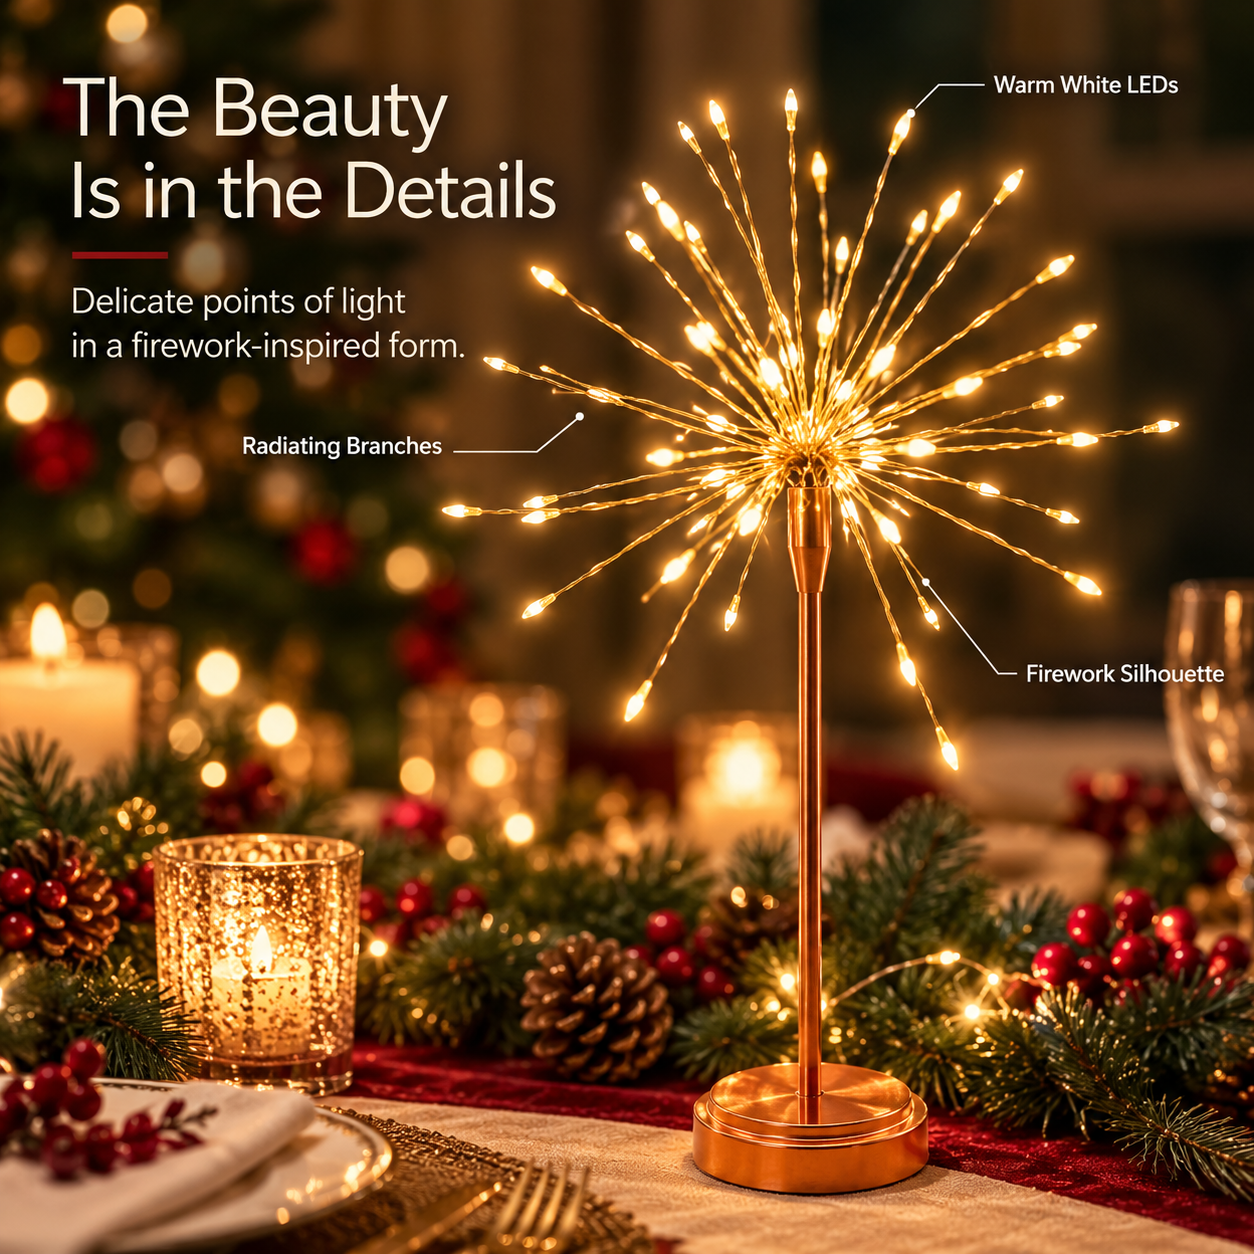 The Beauty
Is in the Details
Delicate points of light
in a firework-inspired form.
Warm White LEDs
Radiating Branches
Firework Silhouette